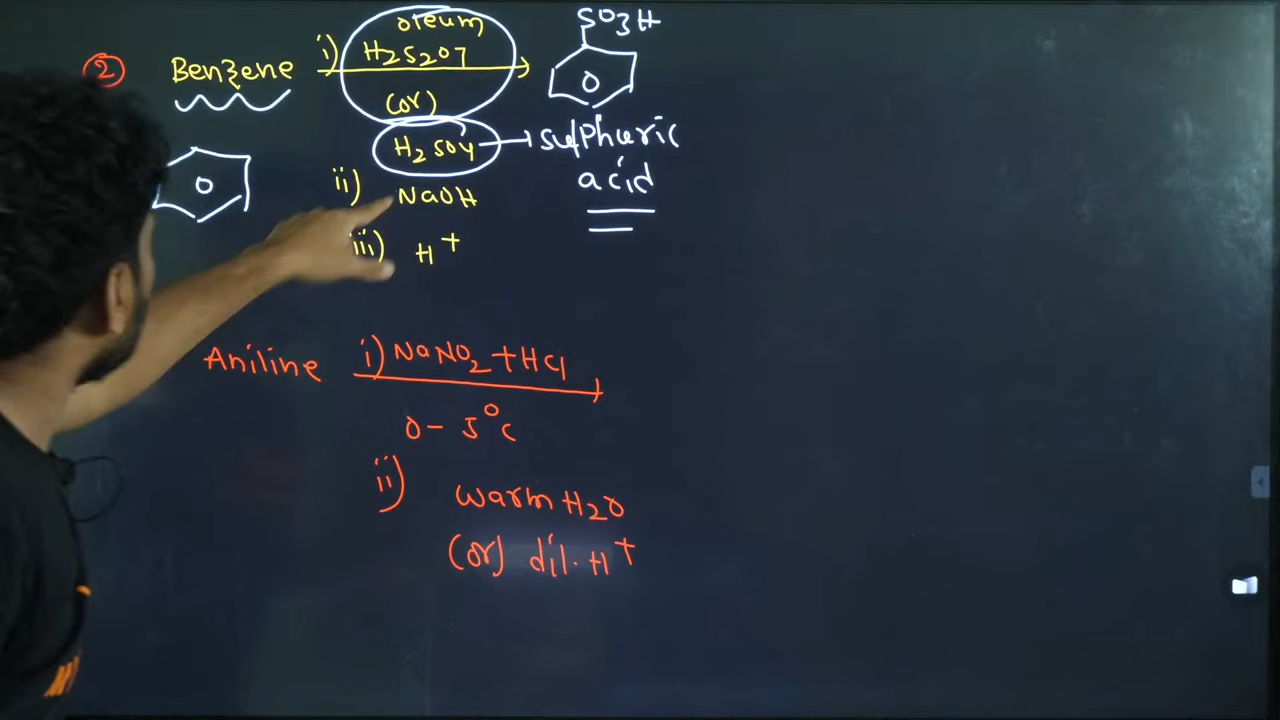 ② Benzene i) oleum
H2S2O7
(or)
H2SO4 → sulphuric
acid
SO3H
ii) NaOH
iii) H+
Aniline i) NaNO2 + HCl
0 - 5°C
ii) warm H2O
(or) dil. H+